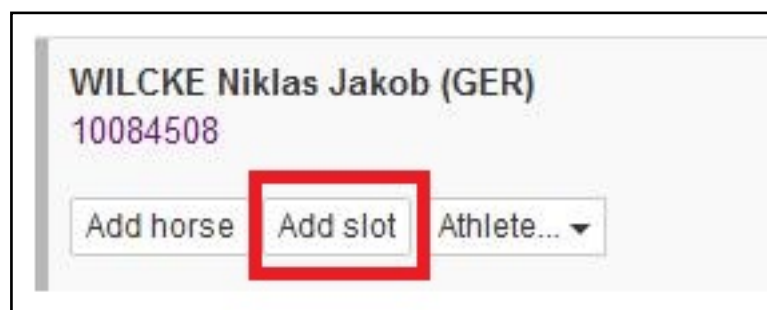 WILCKE Niklas Jakob (GER)
10084508
Add horse Add slot Athlete...